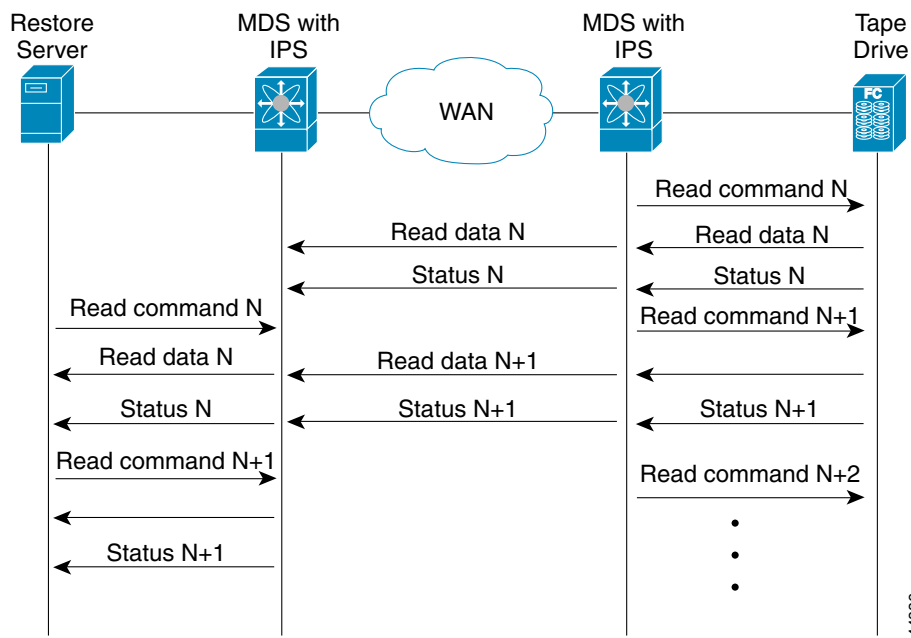 Restore
Server
MDS with
IPS
MDS with
IPS
Tape
Drive
WAN
FC
Read command N
Read data N
Read data N
Status N
Status N
Read command N
Read command N+1
Read data N
Read data N+1
Status N
Status N+1
Status N+1
Read command N+1
Read command N+2
Status N+1